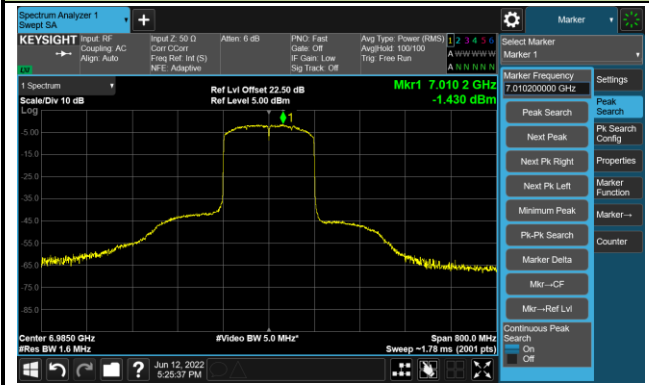 Spectrum Analyzer 1
Swept SA
Marker
KEYSIGHT Input: RF Input Z: 50 Ω Atten: 6 dB PNO: Fast Avg Type: Power (RMS) 1 2 3 4 5 6
Coupling: AC Corr CCorr Gate: Off Avg|Hold: 100/100 A W W W W W
Align: Auto Freq Ref: Int (S) IF Gain: Low Trig: Free Run
NFE: Adaptive Sig Track: Off A N N N N N
Select Marker
Marker 1
1 Spectrum
Scale/Div 10 dB
Ref Lvl Offset 22.50 dB
Ref Level 5.00 dBm
Mkr1 7.010 2 GHz
-1.430 dBm
Log
1
-5.00
-15.0
-25.0
-35.0
-45.0
-55.0
-65.0
-75.0
-85.0
Center 6.9850 GHz #Video BW 5.0 MHz* Span 800.0 MHz
#Res BW 1.6 MHz Sweep ~1.78 ms (2001 pts)
Marker Frequency
7.010200000 GHz
Peak Search
Next Peak
Next Pk Right
Next Pk Left
Minimum Peak
Pk-Pk Search
Marker Delta
Mkr→CF
Mkr→Ref Lvl
Continuous Peak
Search
On
Off
Settings
Peak
Search
Pk Search
Config
Properties
Marker
Function
Marker→
Counter
?
Jun 12, 2022
5:25:37 PM